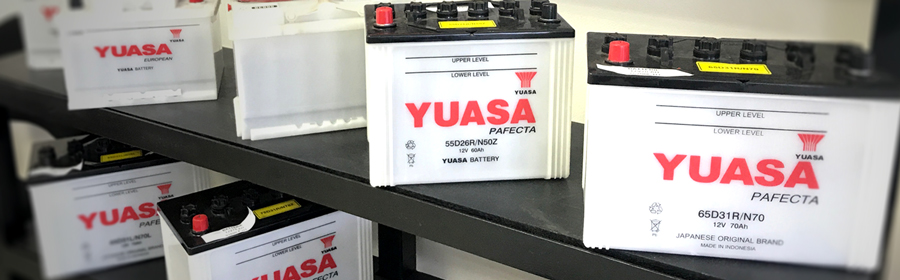 YUASA
YUASA
EUROPEAN
YUASA BATTERY
UPPER LEVEL
LOWER LEVEL
YUASA
YUASA
PAFECTA
55D26R/N50Z
12V 60Ah
YUASA BATTERY
UPPER LEVEL
LOWER LEVEL
YUASA
YUASA
PAFECTA
65D31R/N70
12V 70Ah
JAPANESE ORIGINAL BRAND
MADE IN INDONESIA
YUASA
PAFECTA
UPPER LEVEL
LOWER LEVEL
YUASA
YUASA
PAFECTA